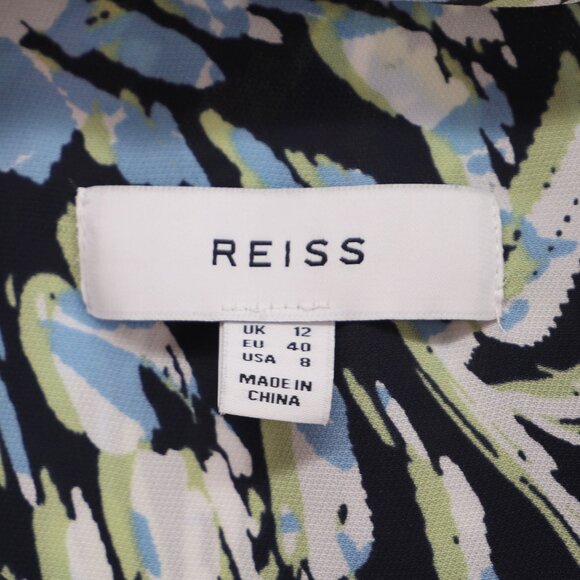 REISS
UK 12
EU 40
USA 8
MADE IN
CHINA